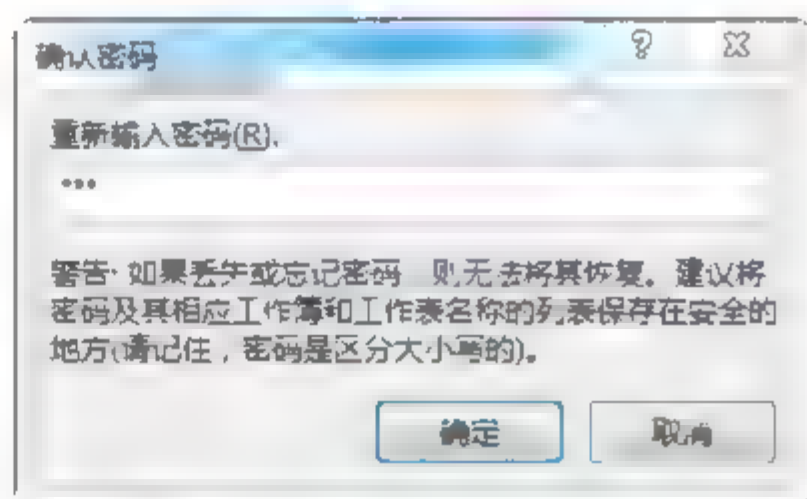 确认密码
重新输入密码(R):
•••
警告: 如果丢失或忘记密码，则无法将其恢复。建议将
密码及其相应工作簿和工作表名称的列表保存在安全的
地方(请记住，密码是区分大小写的)。
确定
取消